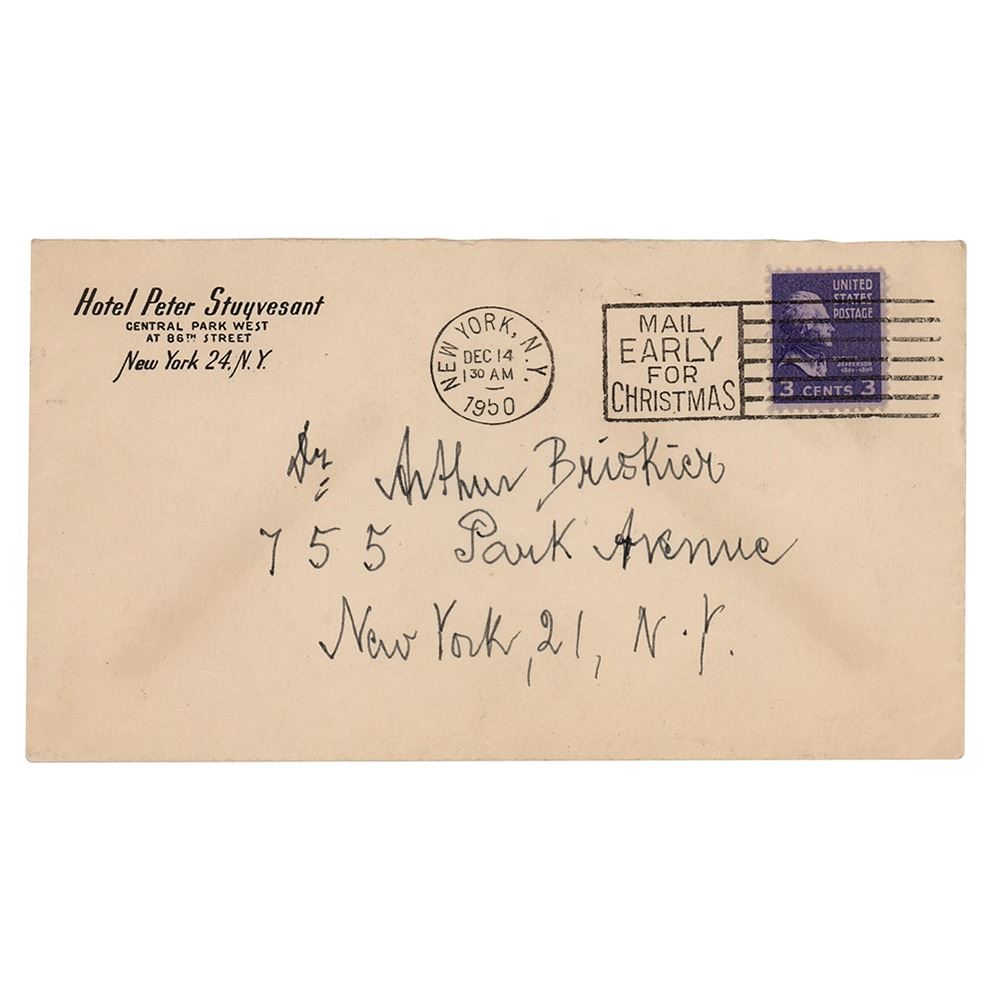 Hotel Peter Stuyvesant
CENTRAL PARK WEST
AT 86TH STREET
New York 24, N.Y.
NEW YORK, N.Y.
DEC 14
1 30 AM
1950
MAIL
EARLY
FOR
CHRISTMAS
UNITED
STATES
POSTAGE
JEFFERSON
3 CENTS 3
Dr Arthur Briskier
755 Park Avenue
New York, 21, N.Y.